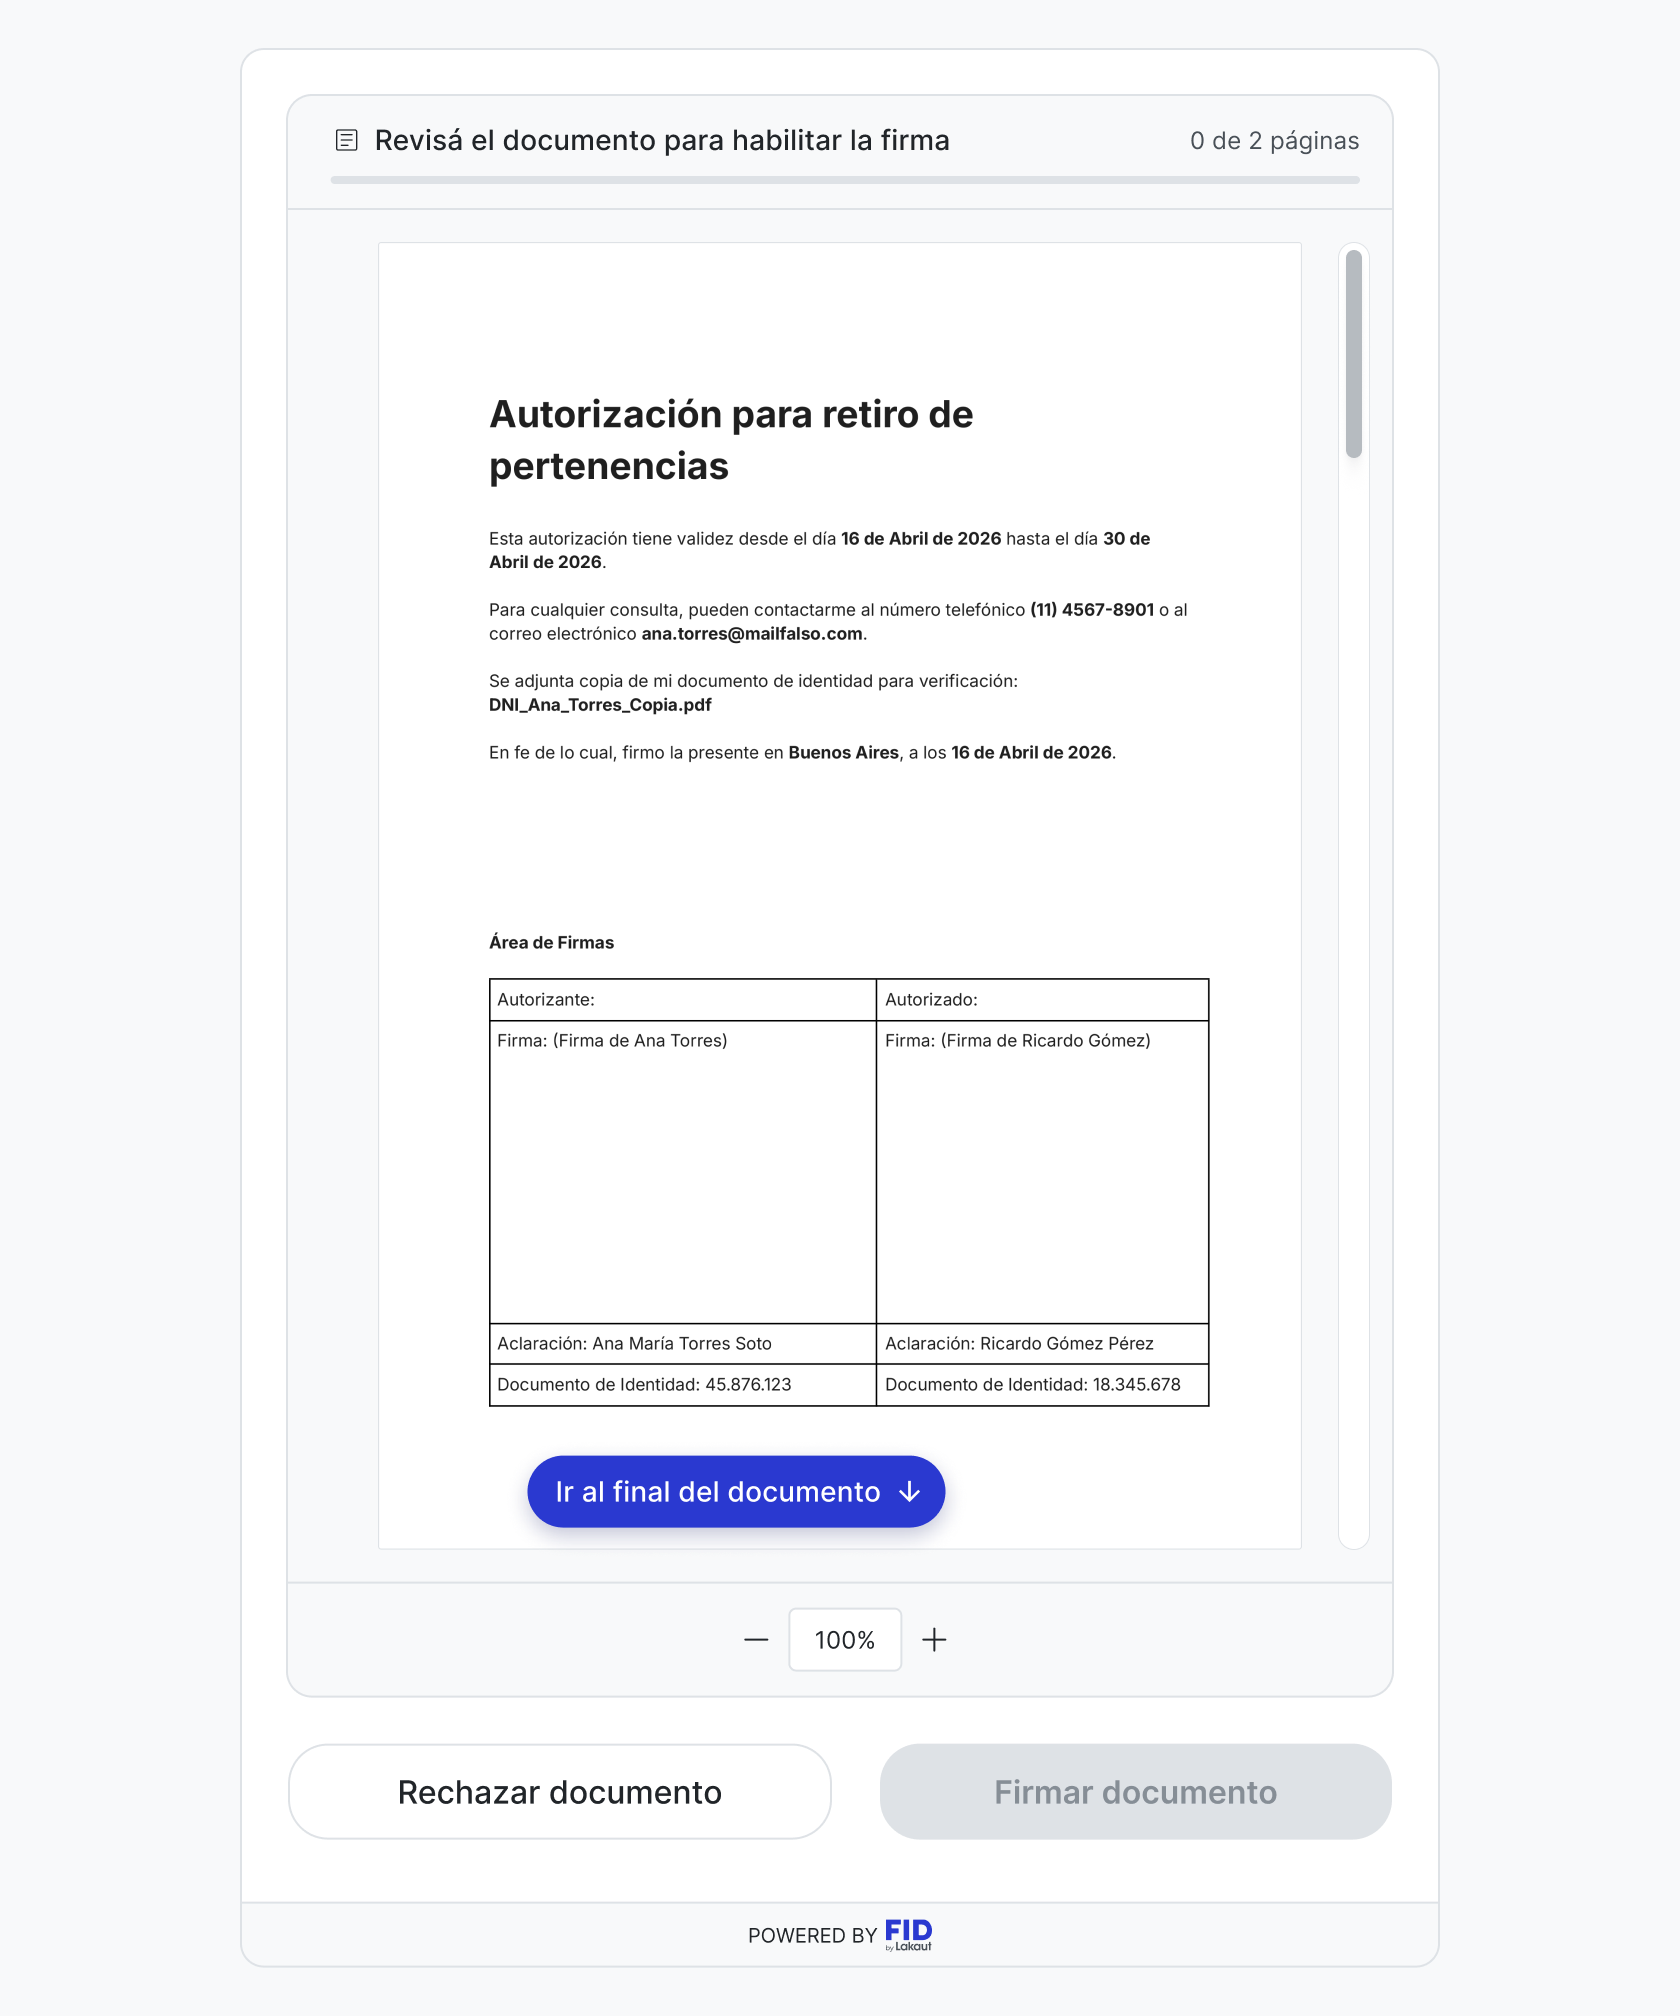 Revisá el documento para habilitar la firma
0 de 2 páginas
Autorización para retiro de
pertenencias
Esta autorización tiene validez desde el día 16 de Abril de 2026 hasta el día 30 de
Abril de 2026.
Para cualquier consulta, pueden contactarme al número telefónico (11) 4567-8901 o al
correo electrónico ana.torres@mailfalso.com.
Se adjunta copia de mi documento de identidad para verificación:
DNI_Ana_Torres_Copia.pdf
En fe de lo cual, firmo la presente en Buenos Aires, a los 16 de Abril de 2026.
Área de Firmas
Autorizante:
Autorizado:
Firma: (Firma de Ana Torres)
Firma: (Firma de Ricardo Gómez)
Aclaración: Ana María Torres Soto
Aclaración: Ricardo Gómez Pérez
Documento de Identidad: 45.876.123
Documento de Identidad: 18.345.678
Ir al final del documento
100%
Rechazar documento
Firmar documento
POWERED BY FID
by Lakaut